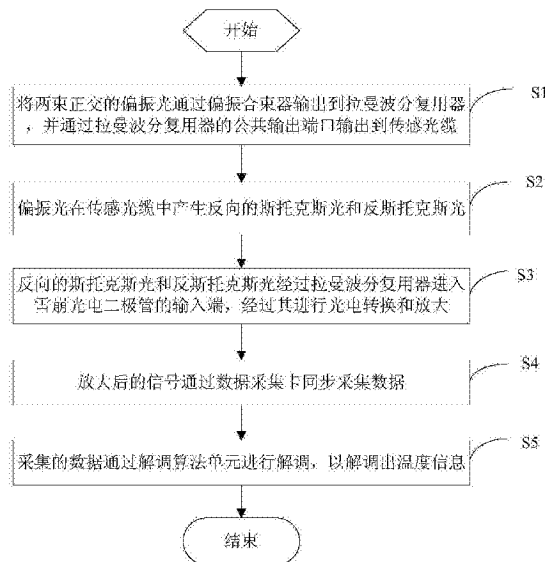 开始
将两束正交的偏振光通过偏振合束器输出到拉曼波分复用器
，并通过拉曼波分复用器的公共输出端口输出到传感光缆
S1
偏振光在传感光缆中产生反向的斯托克斯光和反斯托克斯光
S2
反向的斯托克斯光和反斯托克斯光经过拉曼波分复用器进入
雪崩光电二极管的输入端，经过其进行光电转换和放大
S3
放大后的信号通过数据采集卡同步采集数据
S4
采集的数据通过解调算法单元进行解调，以解调出温度信息
S5
结束